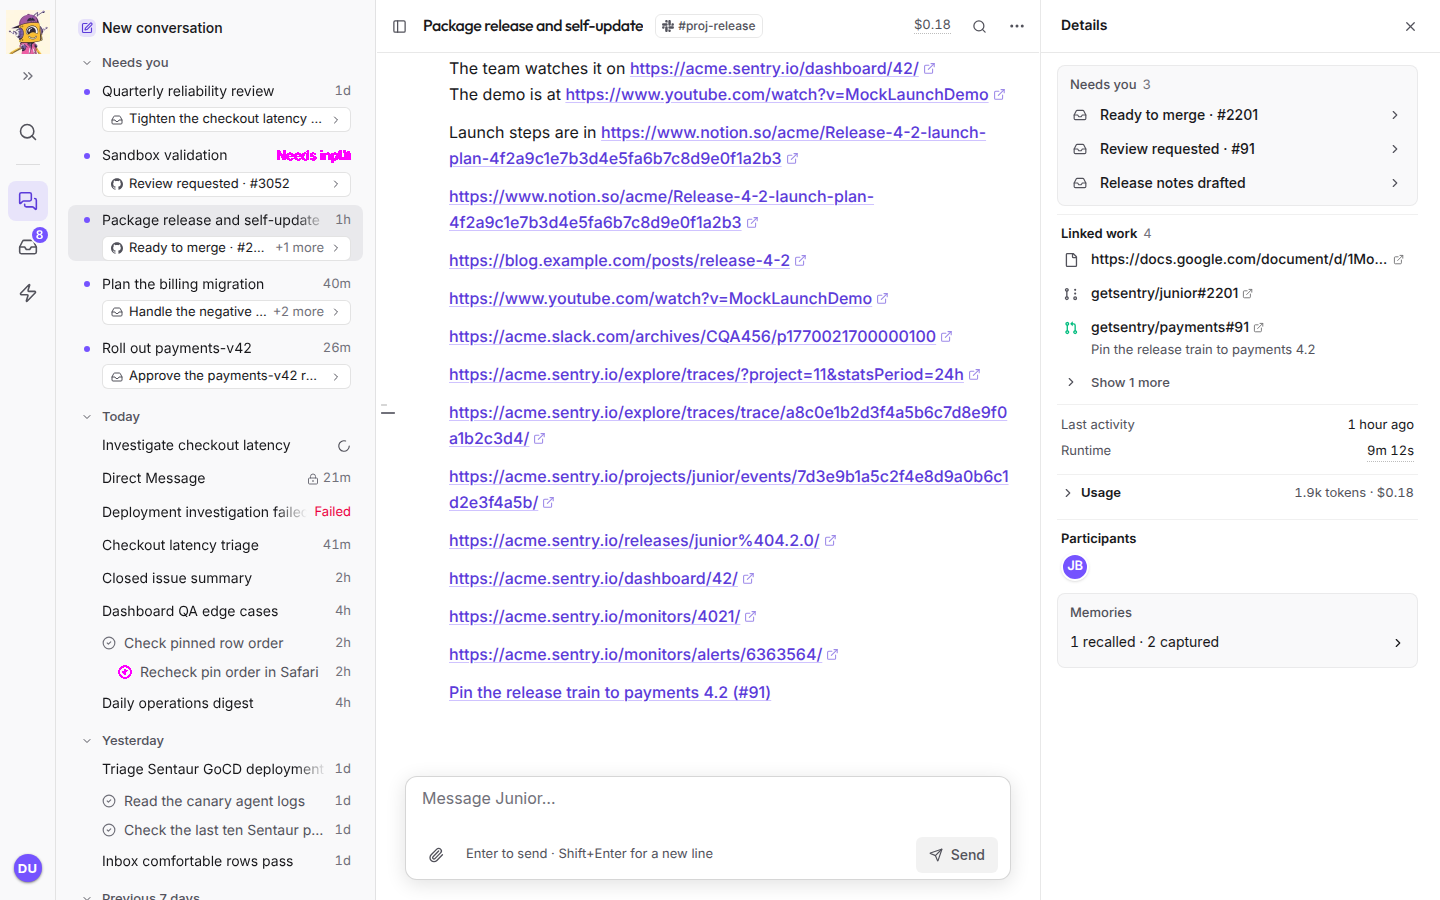 New conversation
Needs you
Quarterly reliability review 1d
Tighten the checkout latency ...
Sandbox validation
Review requested · #3052
Package release and self-update 1h
Ready to merge · #2... +1 more
Plan the billing migration 40m
Handle the negative ... +2 more
Roll out payments-v42 26m
Approve the payments-v42 r...
Today
Investigate checkout latency
Direct Message 21m
Deployment investigation failed Failed
Checkout latency triage 41m
Closed issue summary 2h
Dashboard QA edge cases 4h
Check pinned row order 2h
Recheck pin order in Safari 2h
Daily operations digest 4h
Yesterday
Triage Sentaur GoCD deployment 1d
Read the canary agent logs 1d
Check the last ten Sentaur p... 1d
Inbox comfortable rows pass 1d
Previous 7 days
8
DU
Package release and self-update #proj-release $0.18
The team watches it on https://acme.sentry.io/dashboard/42/
The demo is at https://www.youtube.com/watch?v=MockLaunchDemo
Launch steps are in https://www.notion.so/acme/Release-4-2-launch-
plan-4f2a9c1e7b3d4e5fa6b7c8d9e0f1a2b3
https://www.notion.so/acme/Release-4-2-launch-plan-
4f2a9c1e7b3d4e5fa6b7c8d9e0f1a2b3
https://blog.example.com/posts/release-4-2
https://www.youtube.com/watch?v=MockLaunchDemo
https://acme.slack.com/archives/CQA456/p1770021700000100
https://acme.sentry.io/explore/traces/?project=11&statsPeriod=24h
https://acme.sentry.io/explore/traces/trace/a8c0e1b2d3f4a5b6c7d8e9f0
a1b2c3d4/
https://acme.sentry.io/projects/junior/events/7d3e9b1a5c2f4e8d9a0b6c1
d2e3f4a5b/
https://acme.sentry.io/releases/junior%404.2.0/
https://acme.sentry.io/dashboard/42/
https://acme.sentry.io/monitors/4021/
https://acme.sentry.io/monitors/alerts/6363564/
Pin the release train to payments 4.2 (#91)
Message Junior...
Enter to send · Shift+Enter for a new line
Send
Details
Needs you 3
Ready to merge · #2201
Review requested · #91
Release notes drafted
Linked work 4
https://docs.google.com/document/d/1Mo...
getsentry/junior#2201
getsentry/payments#91
Pin the release train to payments 4.2
Show 1 more
Last activity 1 hour ago
Runtime 9m 12s
Usage 1.9k tokens · $0.18
Participants
JB
Memories
1 recalled · 2 captured